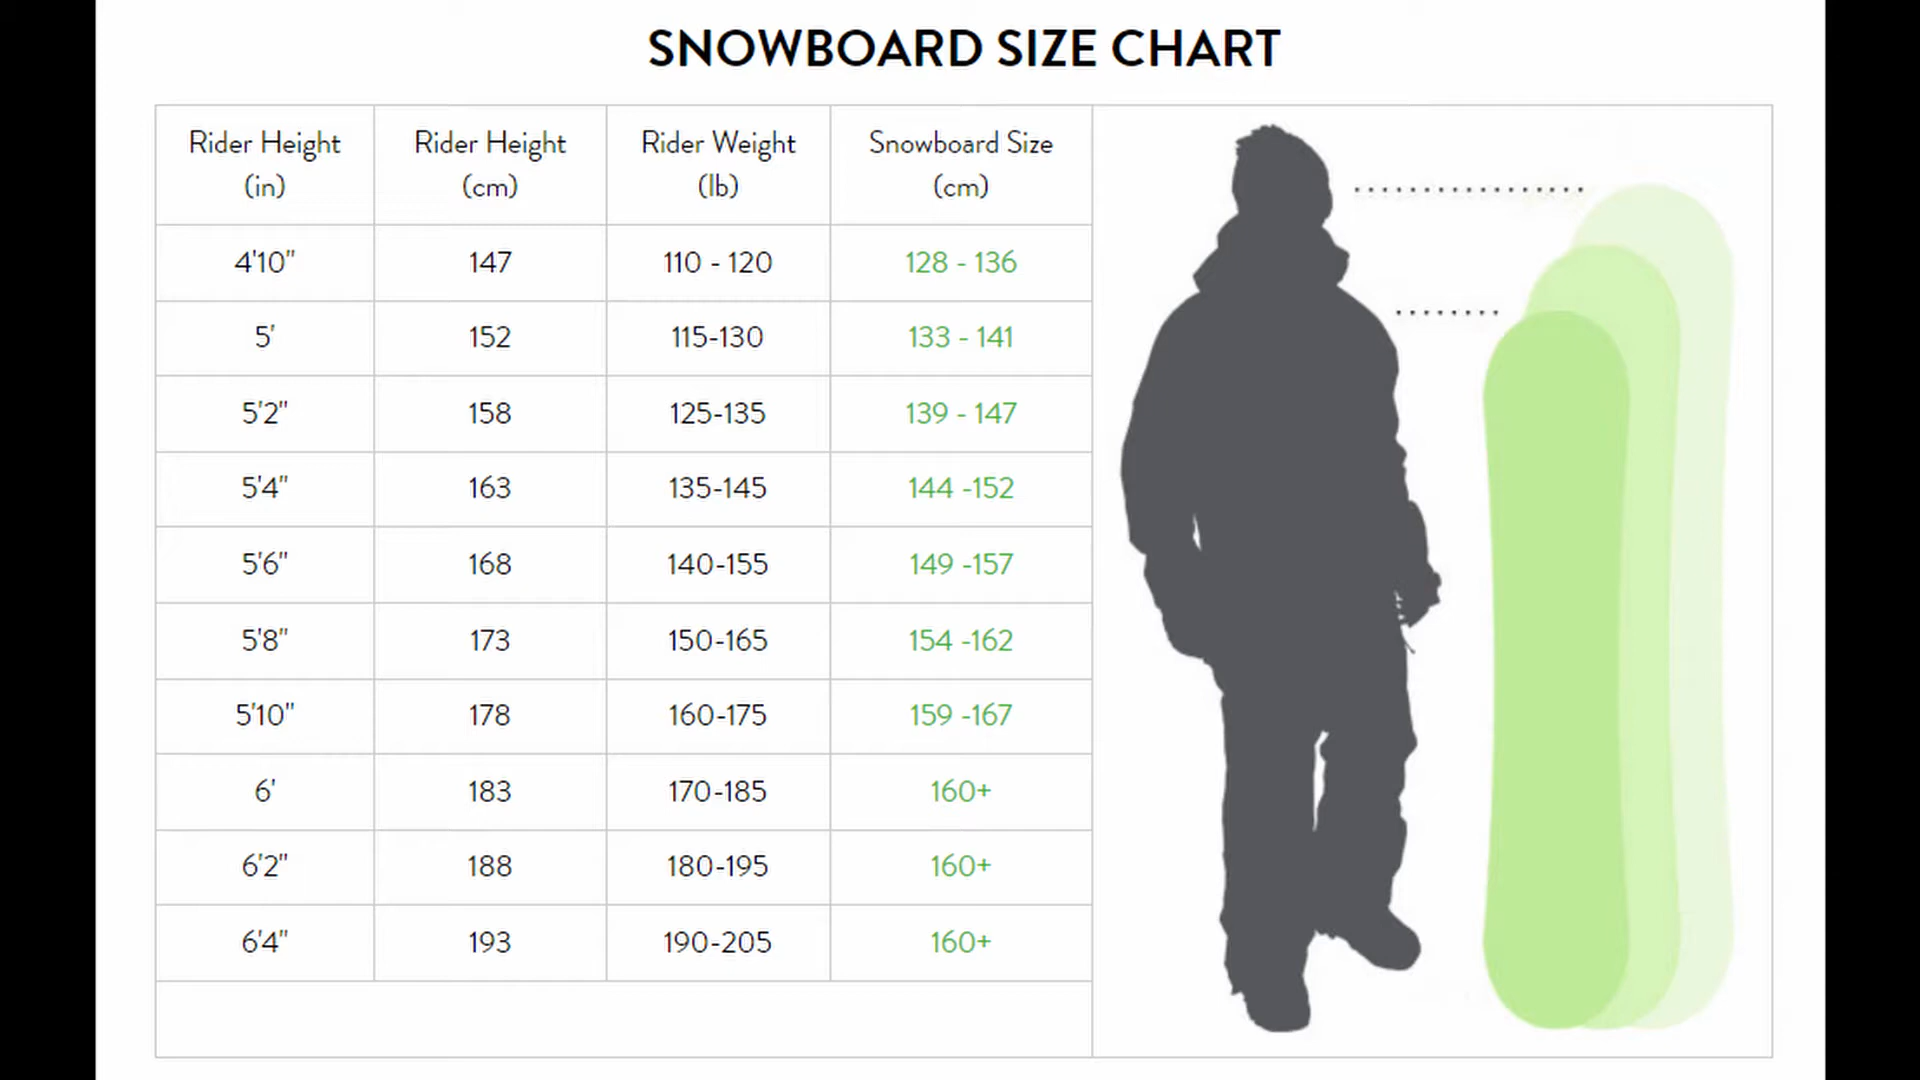 SNOWBOARD SIZE CHART
Rider Height (in) Rider Height (cm) Rider Weight (lb) Snowboard Size (cm)
4'10" 147 110 - 120 128 - 136
5' 152 115-130 133 - 141
5'2" 158 125-135 139 - 147
5'4" 163 135-145 144 -152
5'6" 168 140-155 149 -157
5'8" 173 150-165 154 -162
5'10" 178 160-175 159 -167
6' 183 170-185 160+
6'2" 188 180-195 160+
6'4" 193 190-205 160+